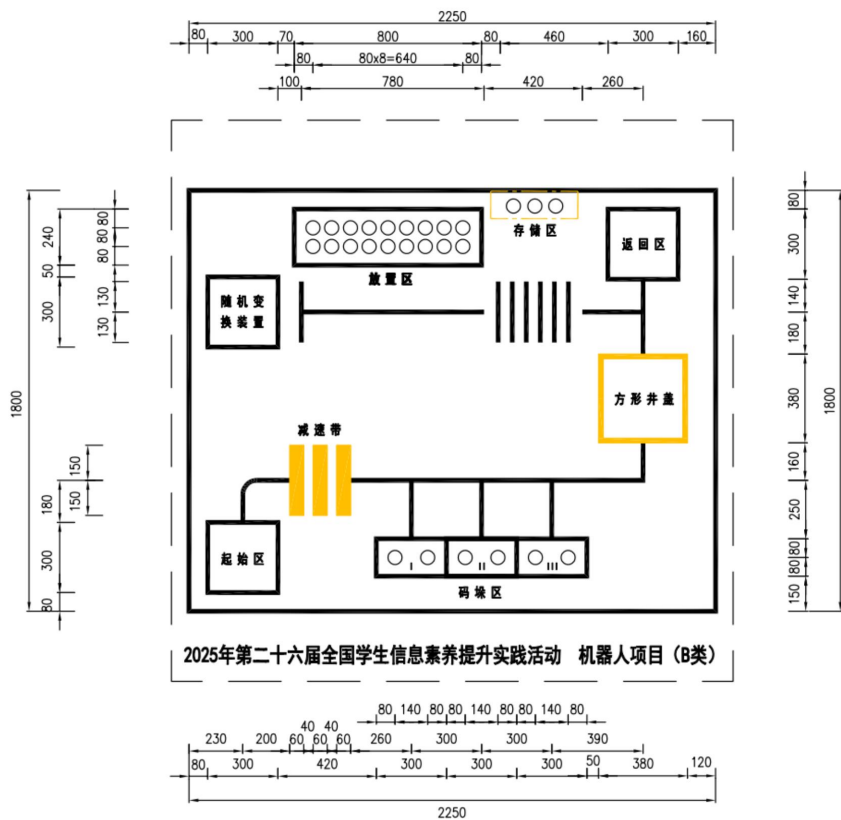 2250
80 300 70 800 80 460 300 160
80 80x8=640 80
100 780 420 260
80
240 80
80 80
存储区
返回区
300
50
放置区
140
随机变
换装置
300 130
130
180
方形井盖
380
1800
1800
减速带
150
160
180 150
250
起始区
I II III
300
80
80
码垛区
150
80
2025年第二十六届全国学生信息素养提升实践活动 机器人项目（B类）
80 140 80 80 140 80 80 140 80
40 40
230 200 60 60 60 260 300 300 390
80 300 420 300 300 300 50 380 120
2250